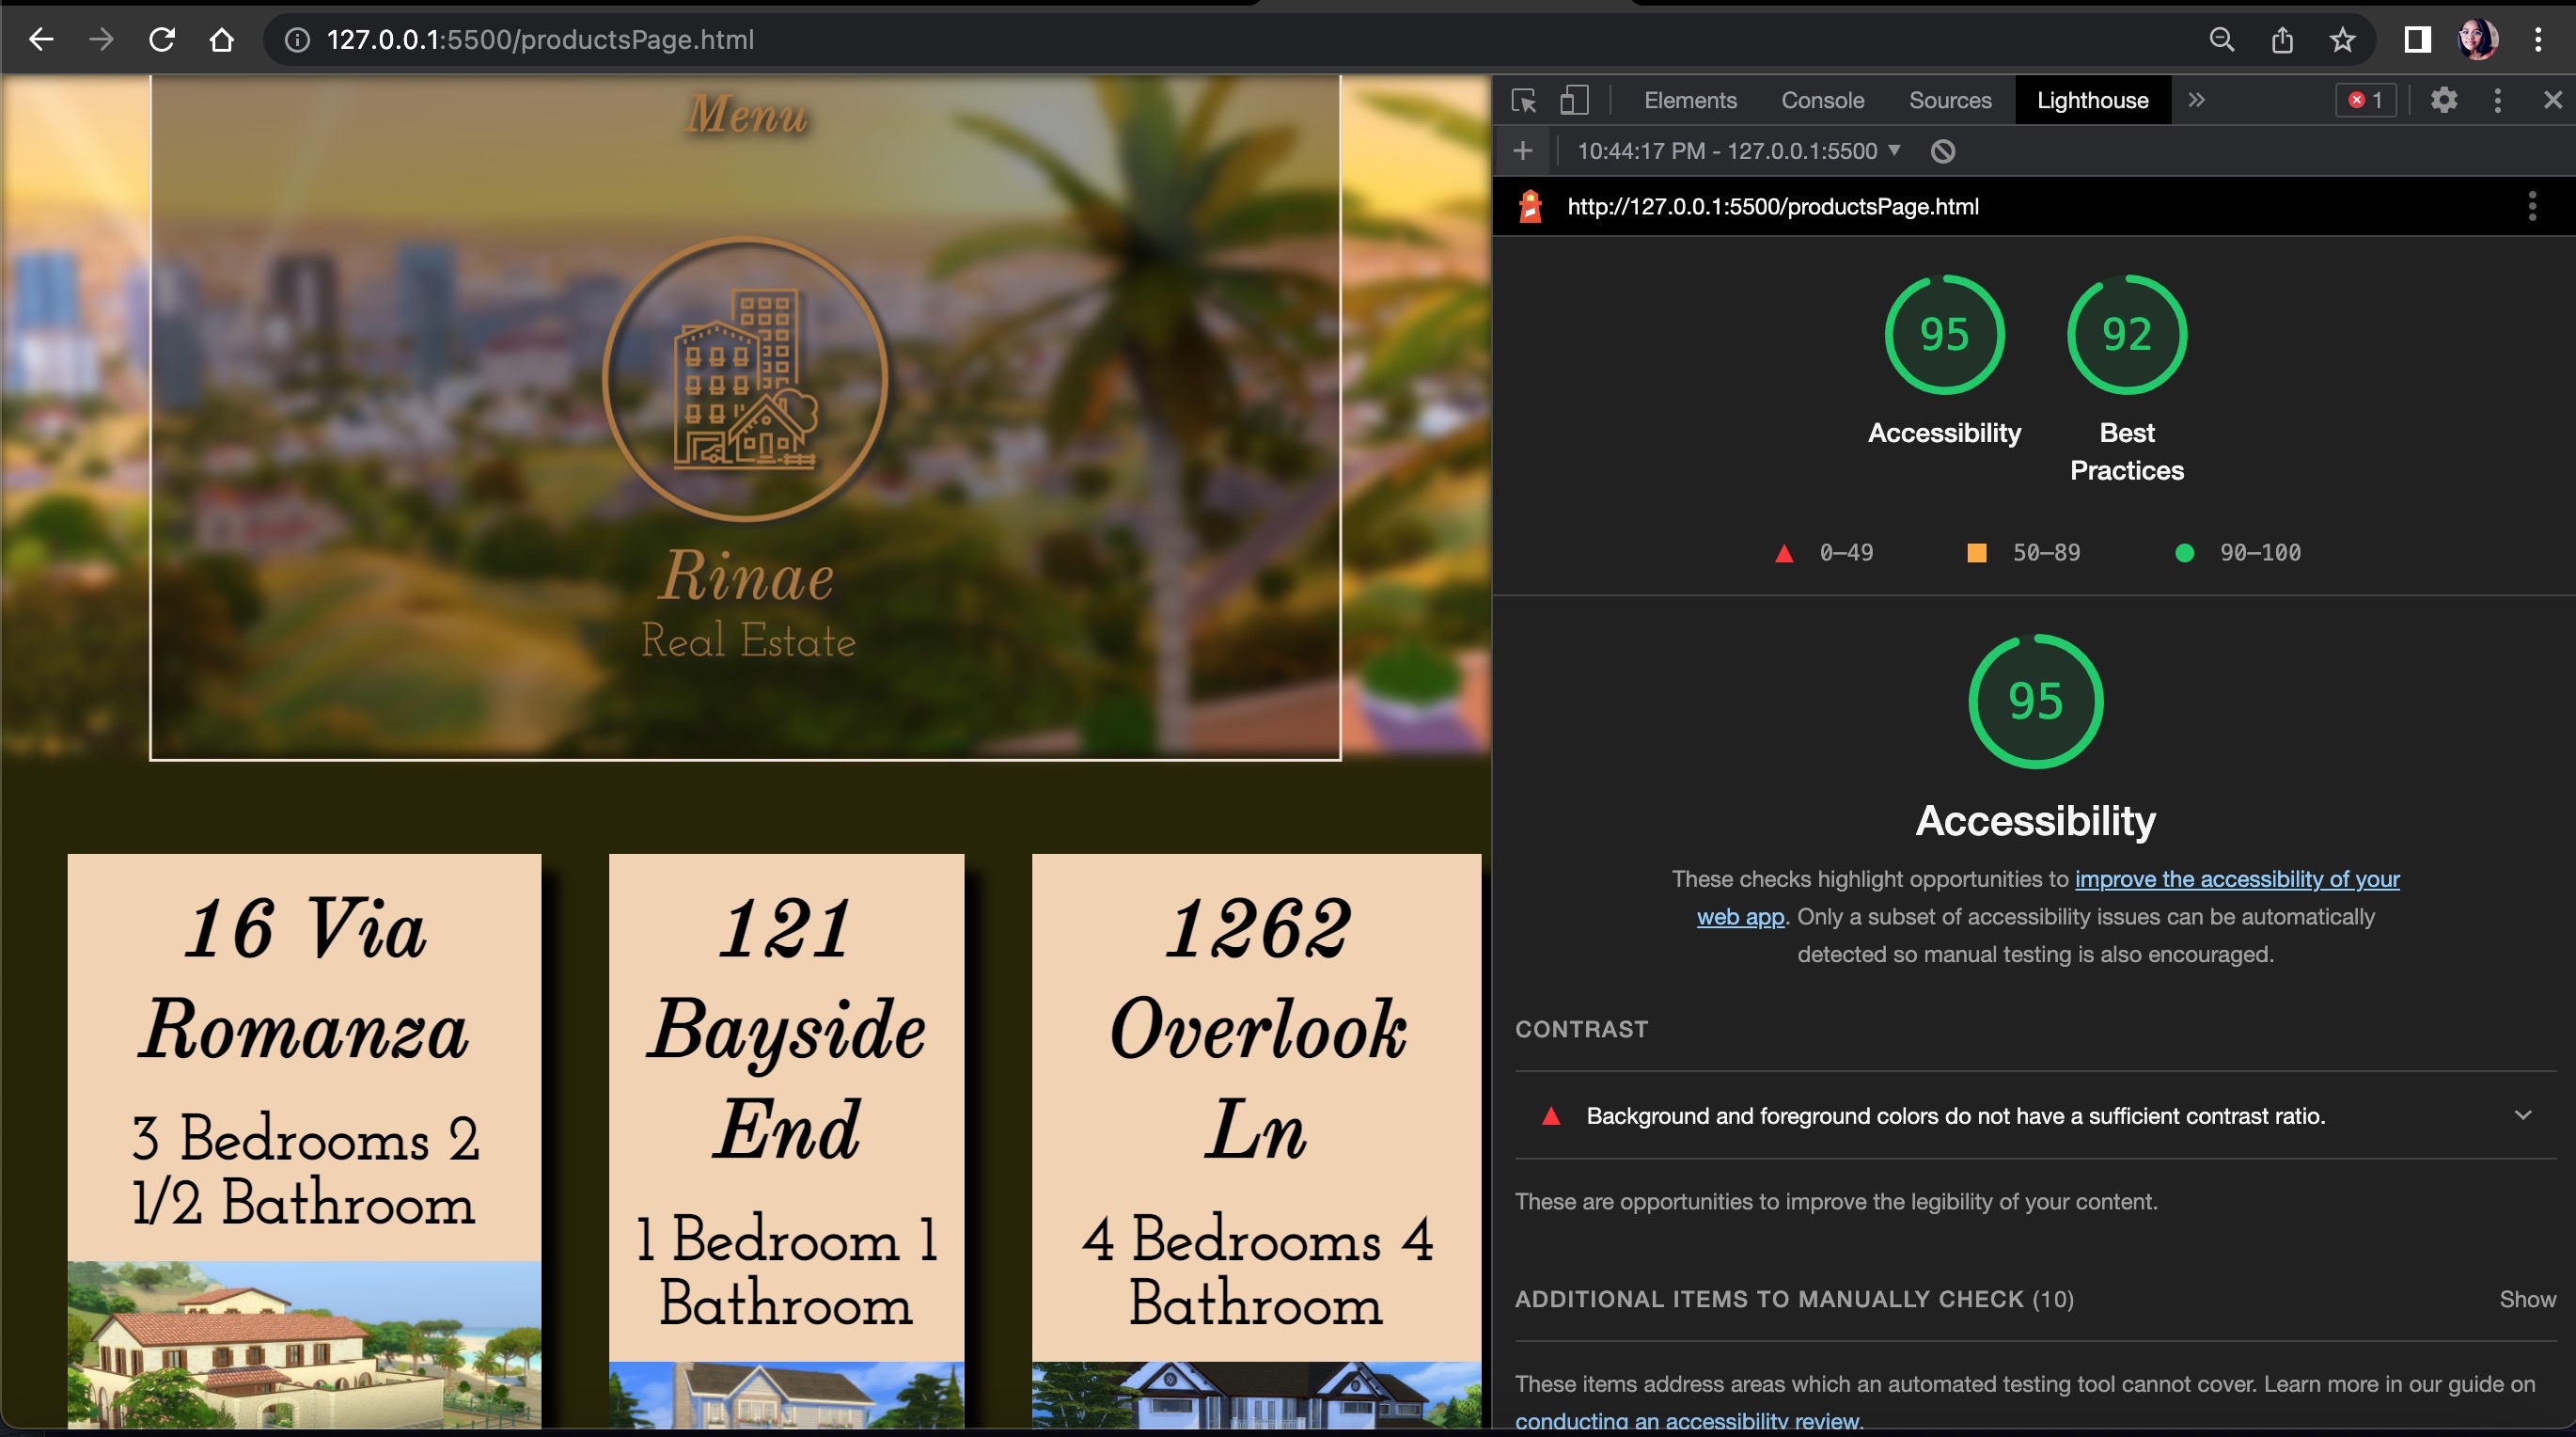 127.0.0.1:5500/productsPage.html
Menu
Rinae
Real Estate
16 Via
Romanza
3 Bedrooms 2
1/2 Bathroom
121
Bayside
End
1 Bedroom 1
Bathroom
1262
Overlook
Ln
4 Bedrooms 4
Bathroom
Elements Console Sources Lighthouse 1
10:44:17 PM - 127.0.0.1:5500
http://127.0.0.1:5500/productsPage.html
95 92
Accessibility Best
Practices
0–49 50–89 90–100
95
Accessibility
These checks highlight opportunities to improve the accessibility of your
web app. Only a subset of accessibility issues can be automatically
detected so manual testing is also encouraged.
CONTRAST
Background and foreground colors do not have a sufficient contrast ratio.
These are opportunities to improve the legibility of your content.
ADDITIONAL ITEMS TO MANUALLY CHECK (10) Show
These items address areas which an automated testing tool cannot cover. Learn more in our guide on
conducting an accessibility review.